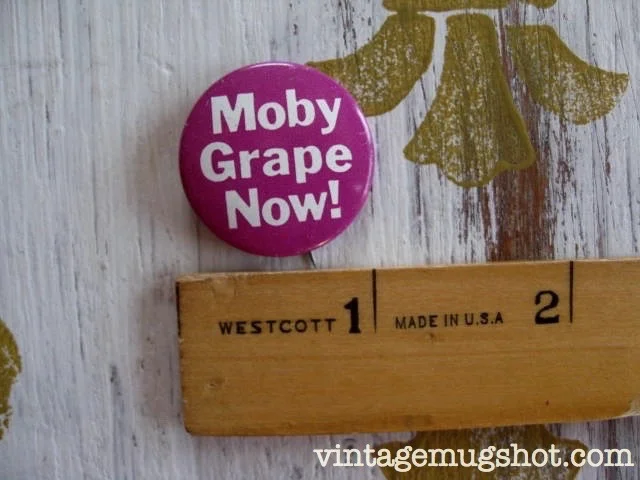 Moby
Grape
Now!
WESTCOTT 1 MADE IN U.S.A 2
vintagemugshot.com